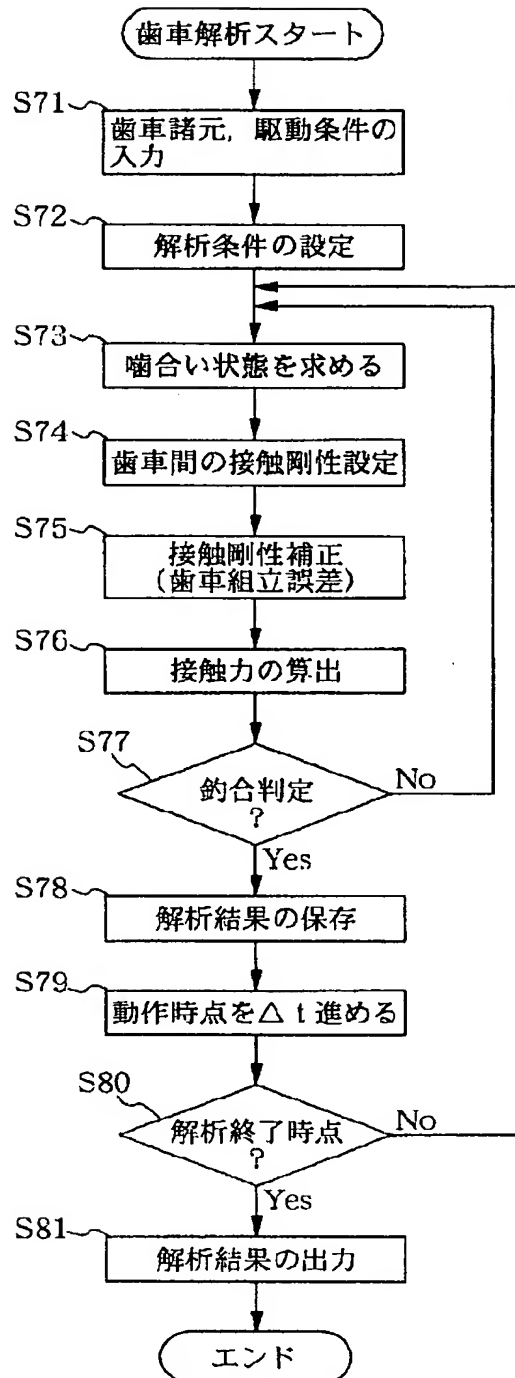 歯車解析スタート
S71
歯車諸元，駆動条件の
入力
S72
解析条件の設定
S73
噛合い状態を求める
S74
歯車間の接触剛性設定
S75
接触剛性補正
(歯車組立誤差)
S76
接触力の算出
S77
釣合判定
?
No
Yes
S78
解析結果の保存
S79
動作時点を△t進める
S80
解析終了時点
?
No
Yes
S81
解析結果の出力
エンド